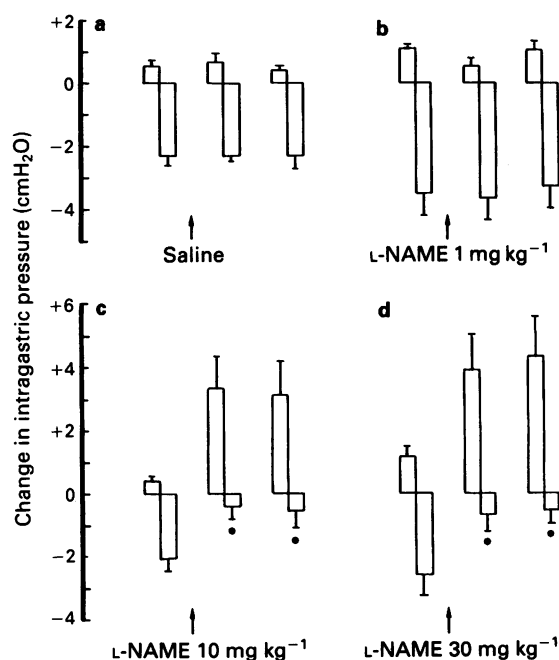 Change in intragastric pressure (cmH₂O)
a
+2
0
−2
−4
Saline
b
L-NAME 1 mg kg⁻¹
c
+6
+4
+2
0
−2
−4
L-NAME 10 mg kg⁻¹
d
L-NAME 30 mg kg⁻¹